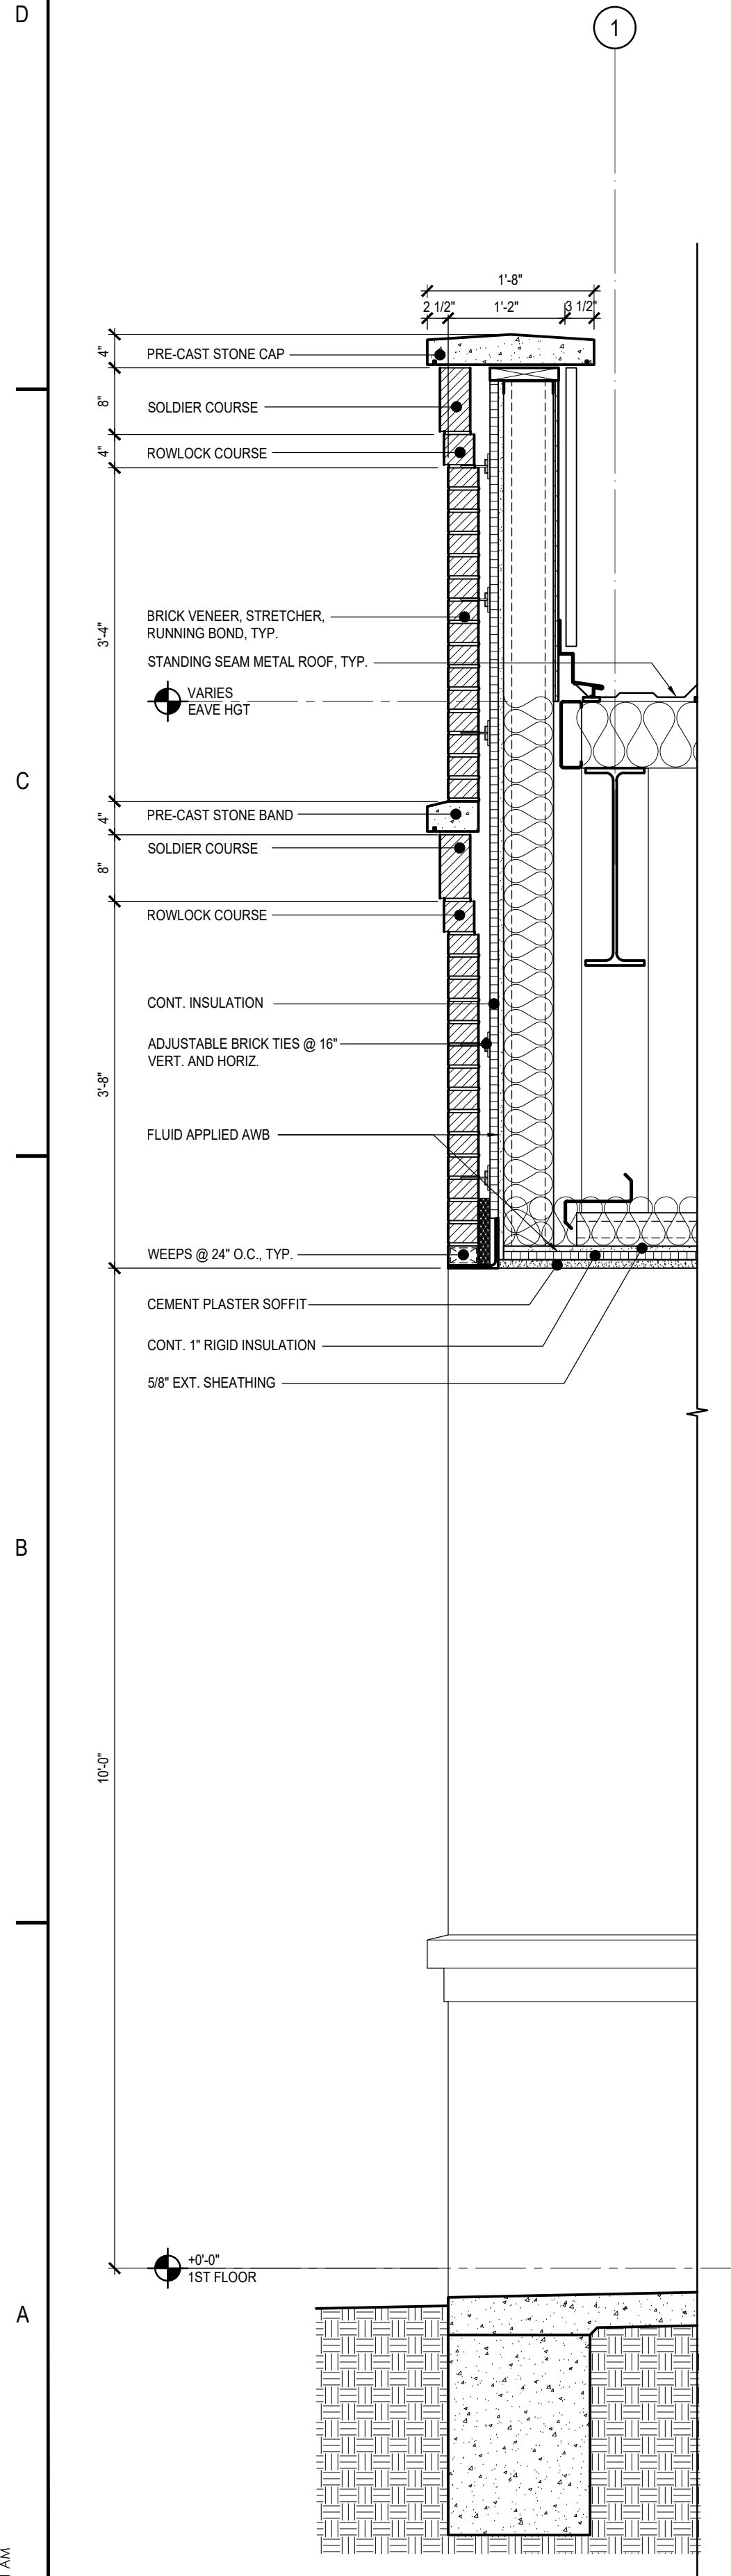 D
1
1'-8"
2 1/2" 1'-2" 3 1/2"
4" PRE-CAST STONE CAP
8" SOLDIER COURSE
4" ROWLOCK COURSE
3'-4"
BRICK VENEER, STRETCHER,
RUNNING BOND, TYP.
STANDING SEAM METAL ROOF, TYP.
VARIES
EAVE HGT
C
4" PRE-CAST STONE BAND
8" SOLDIER COURSE
ROWLOCK COURSE
CONT. INSULATION
ADJUSTABLE BRICK TIES @ 16"
VERT. AND HORIZ.
3'-8"
FLUID APPLIED AWB
WEEPS @ 24" O.C., TYP.
CEMENT PLASTER SOFFIT
CONT. 1" RIGID INSULATION
5/8" EXT. SHEATHING
B
10'-0"
+0'-0"
1ST FLOOR
A
AM